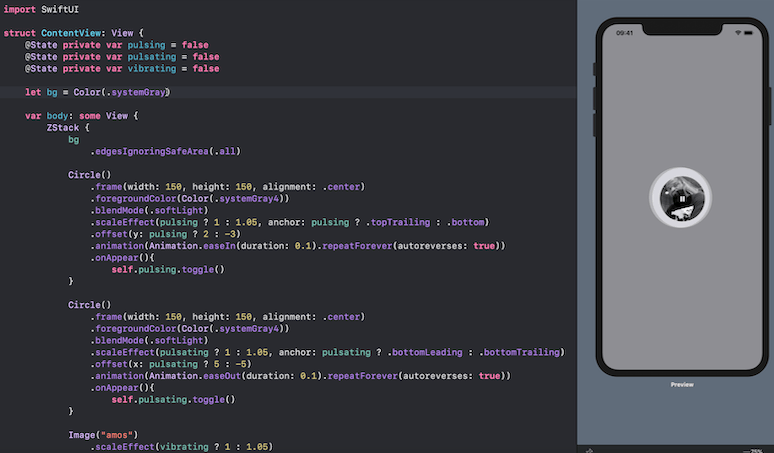 import SwiftUI
struct ContentView: View {
@State private var pulsing = false
@State private var pulsating = false
@State private var vibrating = false
let bg = Color(.systemGray)
var body: some View {
ZStack {
bg
.edgesIgnoringSafeArea(.all)
Circle()
.frame(width: 150, height: 150, alignment: .center)
.foregroundColor(Color(.systemGray4))
.blendMode(.softLight)
.scaleEffect(pulsing ? 1 : 1.05, anchor: pulsing ? .topTrailing : .bottom)
.offset(y: pulsing ? 2 : -3)
.animation(Animation.easeIn(duration: 0.1).repeatForever(autoreverses: true))
.onAppear(){
self.pulsing.toggle()
}
Circle()
.frame(width: 150, height: 150, alignment: .center)
.foregroundColor(Color(.systemGray4))
.blendMode(.softLight)
.scaleEffect(pulsating ? 1 : 1.05, anchor: pulsating ? .bottomLeading : .bottomTrailing)
.offset(x: pulsating ? 5 : -5)
.animation(Animation.easeOut(duration: 0.1).repeatForever(autoreverses: true))
.onAppear(){
self.pulsating.toggle()
}
Image("amos")
.scaleEffect(vibrating ? 1 : 1.05)
09:41
Preview
75%